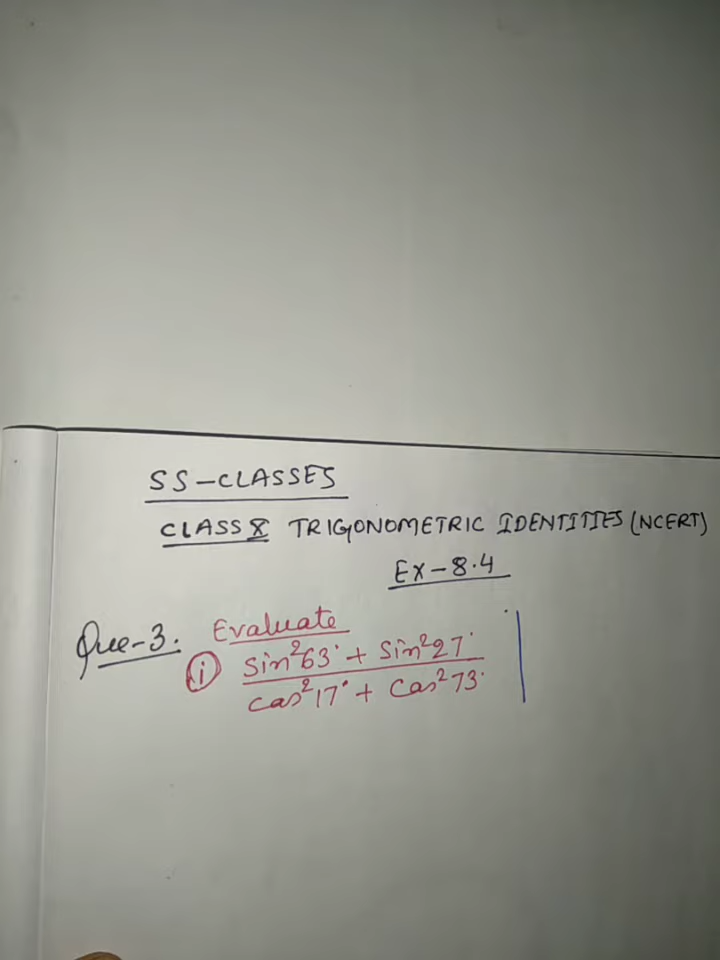 SS-CLASSES
CLASS X TRIGONOMETRIC IDENTITIES (NCERT)
EX-8.4
Que-3. Evaluate
(i) Sin²63° + Sin²27°
Cos²17° + Cos²73°